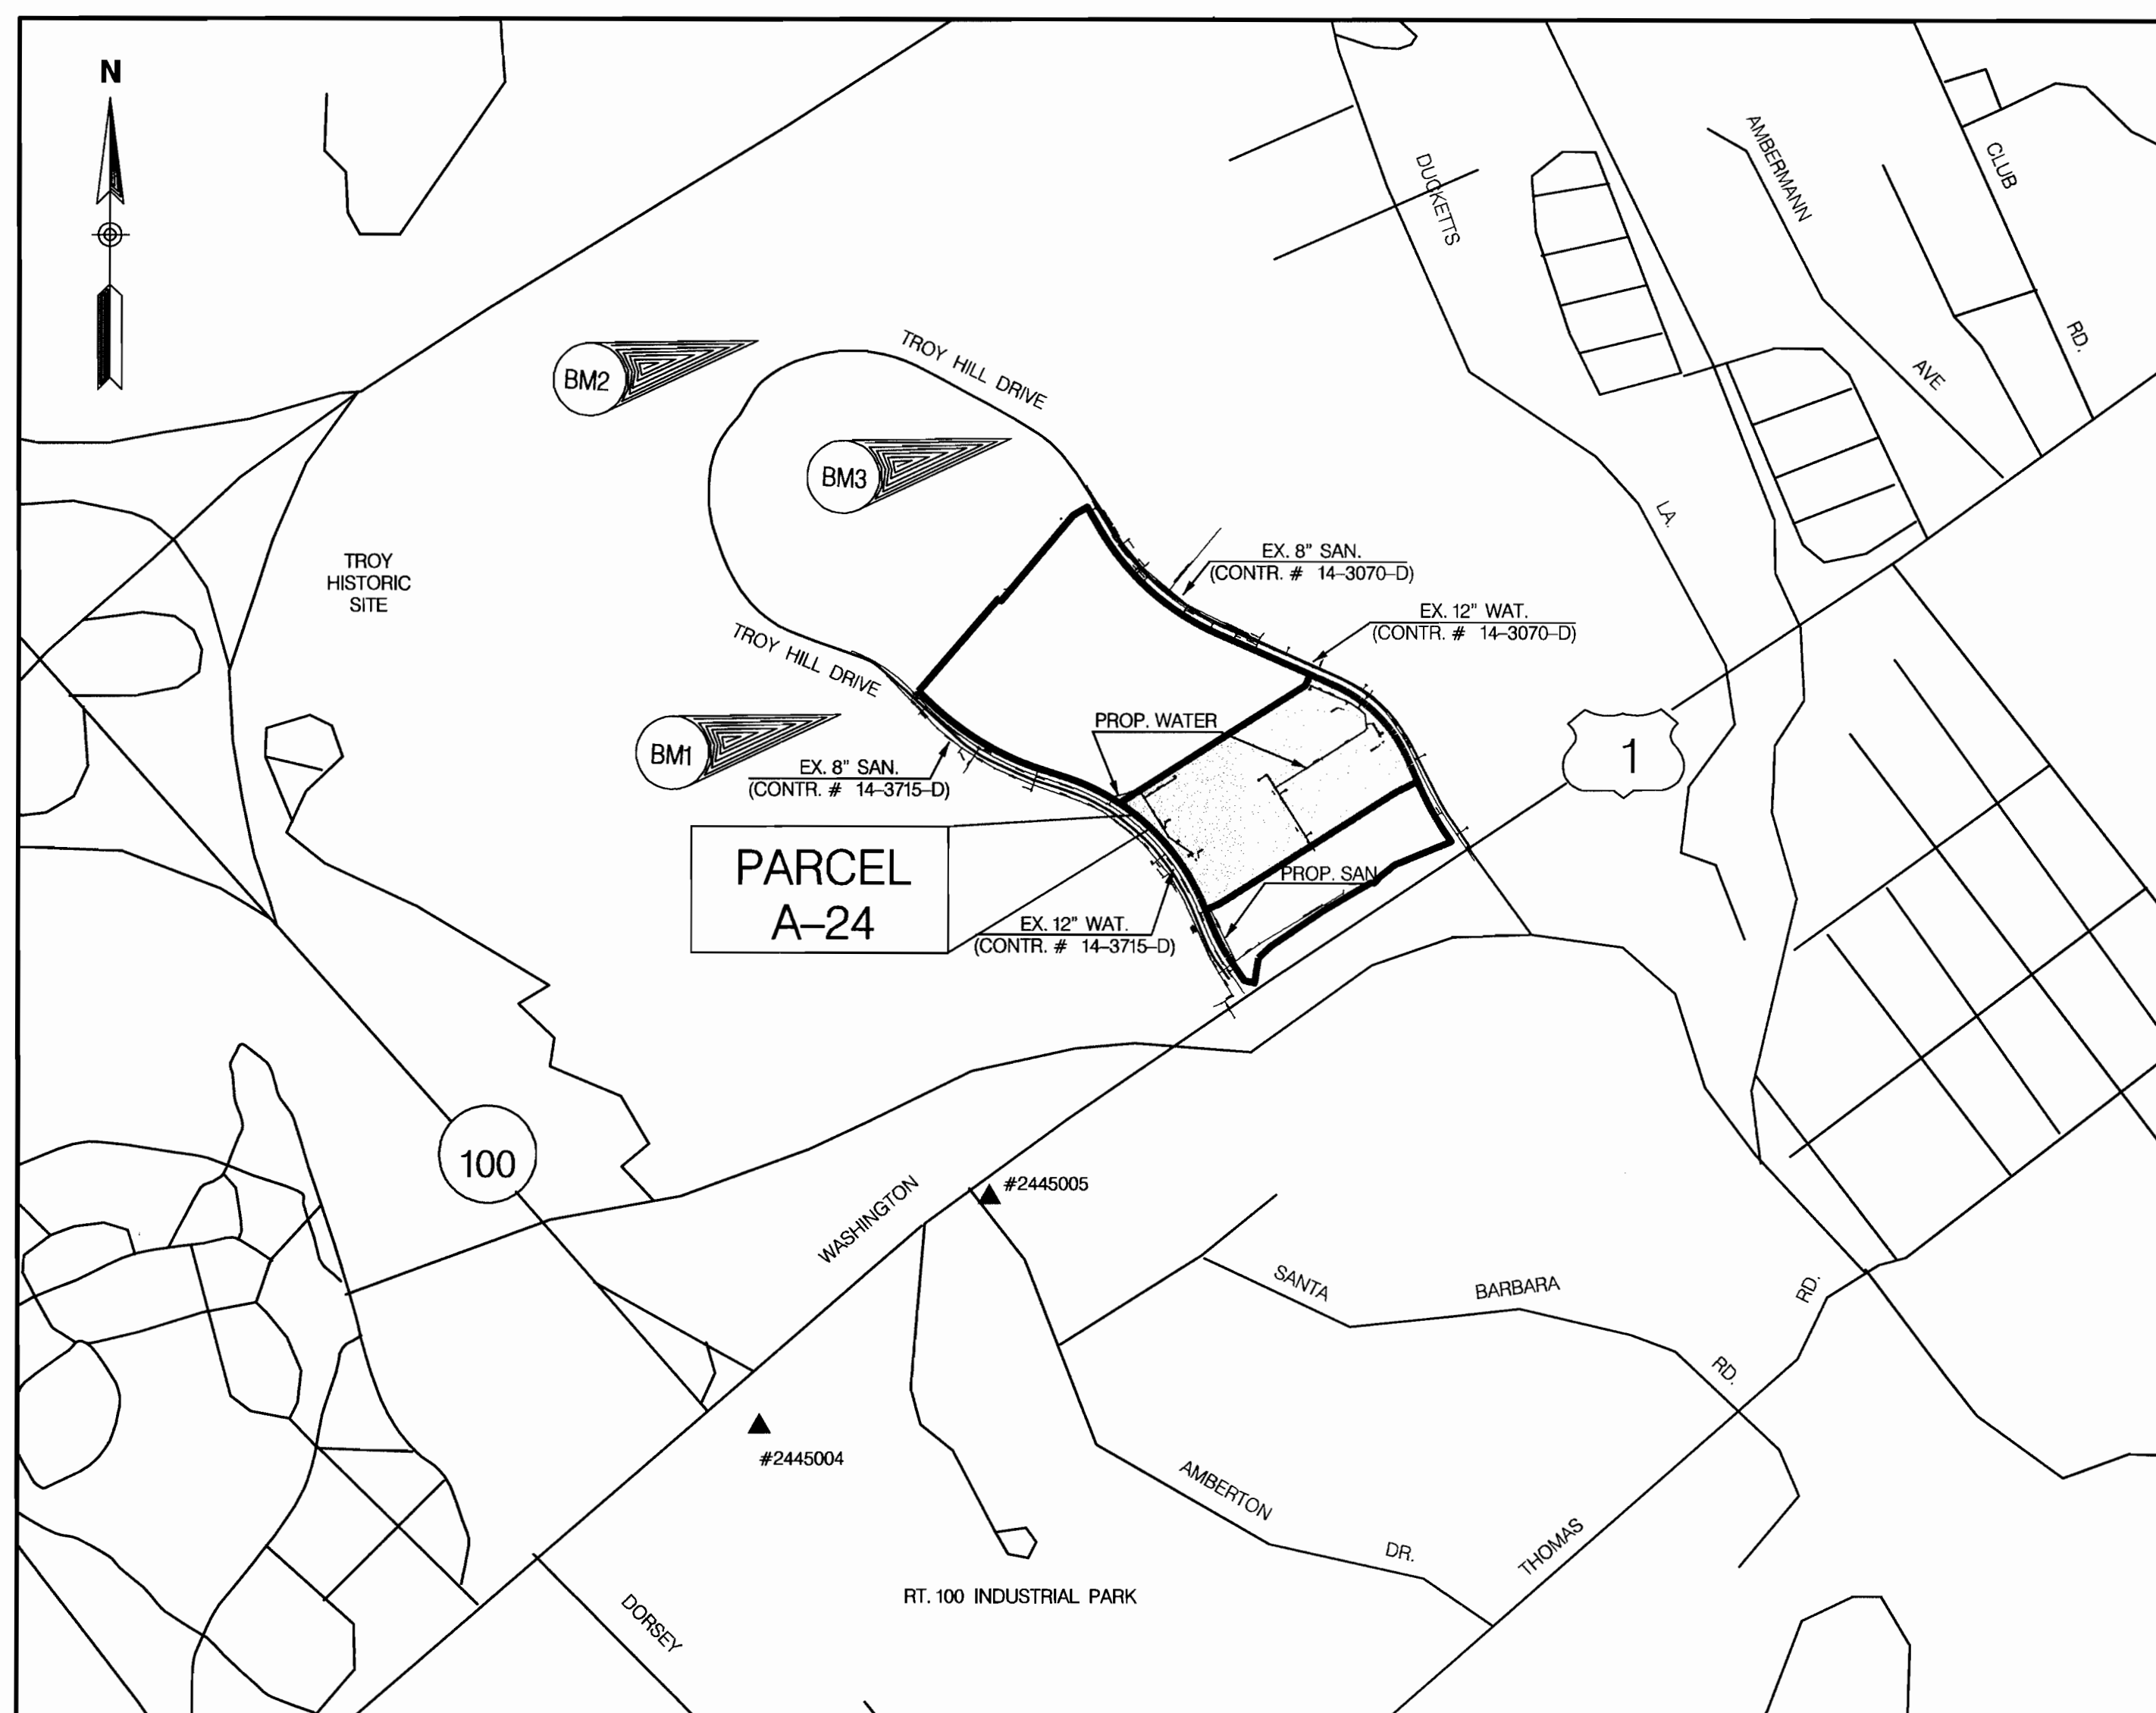 N
DUCKETTS
AMBERMANN
CLUB
RD.
AVE
LA.
TROY HILL DRIVE
BM2
BM3
TROY
HISTORIC
SITE
EX. 8" SAN.
(CONTR. # 14-3070-D)
EX. 12" WAT.
(CONTR. # 14-3070-D)
TROY HILL DRIVE
PROP. WATER
BM1
EX. 8" SAN.
(CONTR. # 14-3715-D)
1
PARCEL
A-24
PROP. SAN.
EX. 12" WAT.
(CONTR. # 14-3715-D)
100
WASHINGTON
#2445005
SANTA
BARBARA
RD.
RD.
#2445004
AMBERTON
DR.
THOMAS
RT. 100 INDUSTRIAL PARK
DORSEY